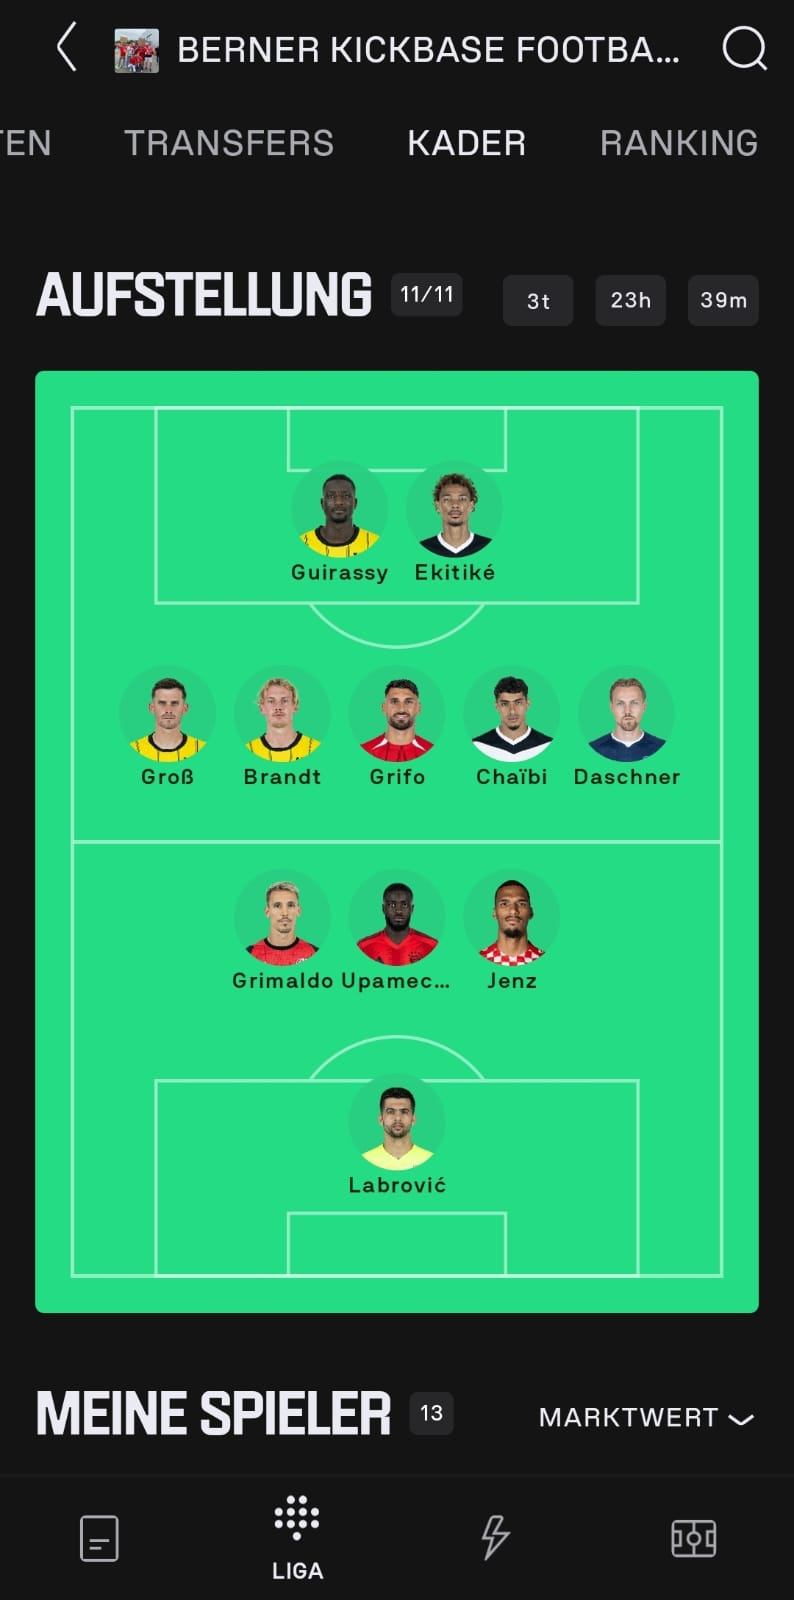 BERNER KICKBASE FOOTBA...
TEN TRANSFERS KADER RANKING
AUFSTELLUNG 11/11 3t 23h 39m
Guirassy Ekitiké
Groß Brandt Grifo Chaïbi Daschner
Grimaldo Upamec... Jenz
Labrović
MEINE SPIELER 13 MARKTWERT
LIGA